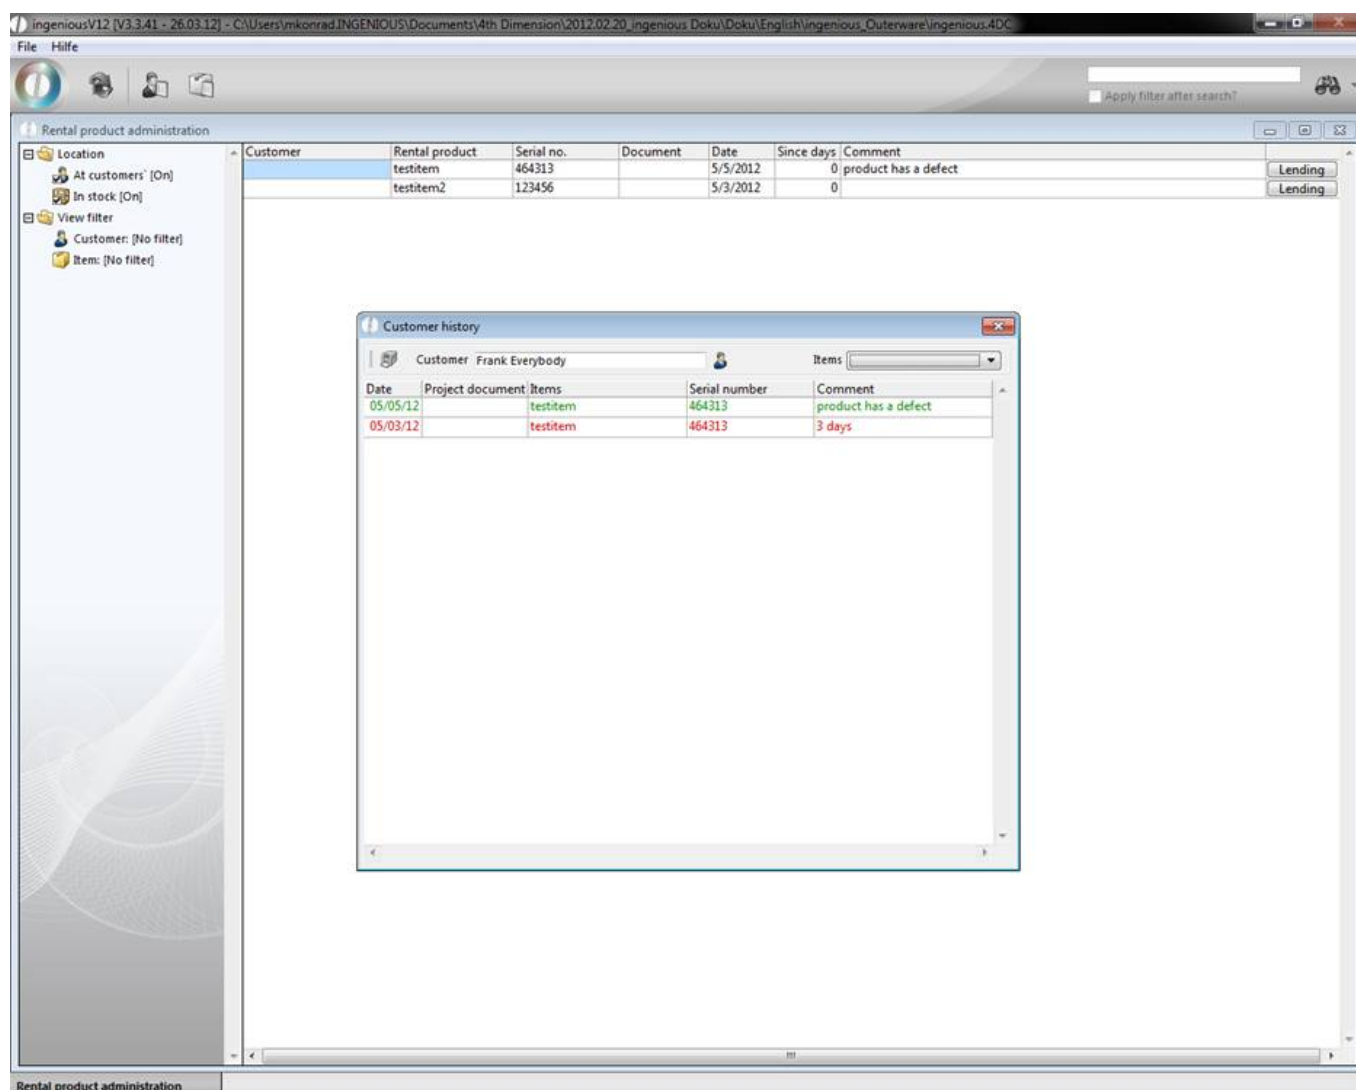 ingeniousV12 [V3.3.41 - 26.03.12] - C:\Users\mkonrad.INGENIOUS\Documents\4th Dimension\2012.02.20_ingenious Doku\Doku\English\ingenious_Outerware\ingenious.4DC
File Hilfe
Apply filter after search?
Rental product administration
Location
At customers` [On]
In stock [On]
View filter
Customer: [No filter]
Item: [No filter]
Customer Rental product Serial no. Document Date Since days Comment
testitem 464313 5/5/2012 0 product has a defect Lending
testitem2 123456 5/3/2012 0 Lending
Customer history
Customer Frank Everybody Items
Date Project document Items Serial number Comment
05/05/12 testitem 464313 product has a defect
05/03/12 testitem 464313 3 days
Rental product administration